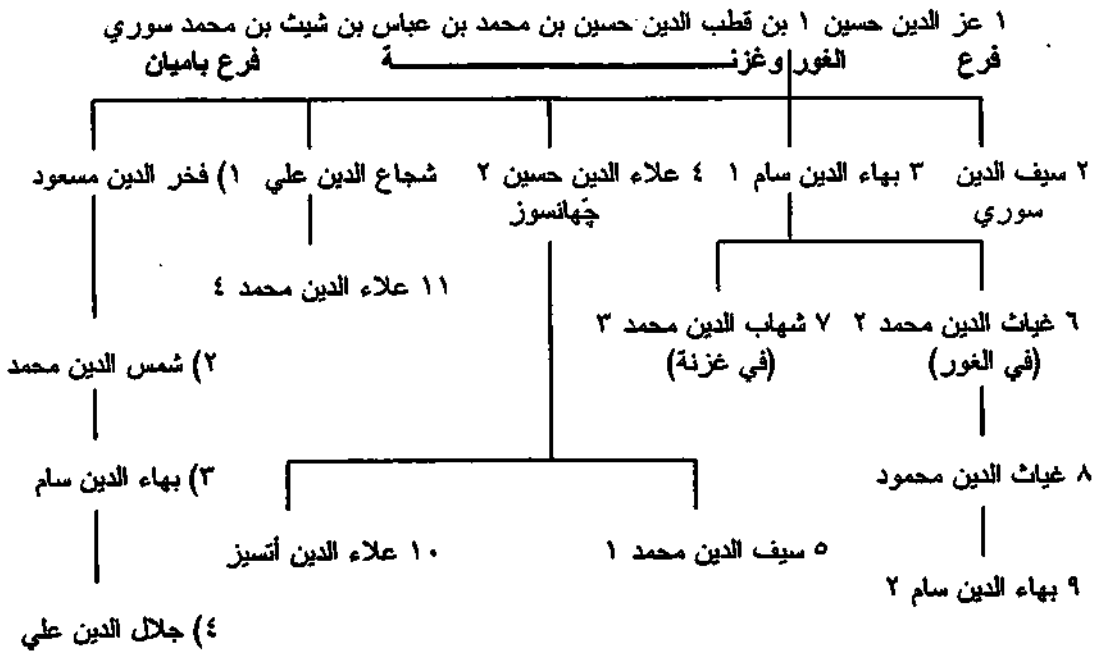 ١ عز الدين حسين ١ بن قطب الدين حسين بن محمد بن عباس بن شيث بن محمد سوري
فرع الغور وغزنــــــــــــــة فرع باميان
٢ سيف الدين ٣ بهاء الدين سام ١ ٤ علاء الدين حسين ٢ شجاع الدين علي ١) فخر الدين مسعود
سوري چهانسوز
١١ علاء الدين محمد ٤
٦ غياث الدين محمد ٢ ٧ شهاب الدين محمد ٣
(في الغور) (في غزنة) ٢) شمس الدين محمد
٨ غياث الدين محمود ٣) بهاء الدين سام
٥ سيف الدين محمد ١ ١٠ علاء الدين أتسيز
٩ بهاء الدين سام ٢
٤) جلال الدين علي